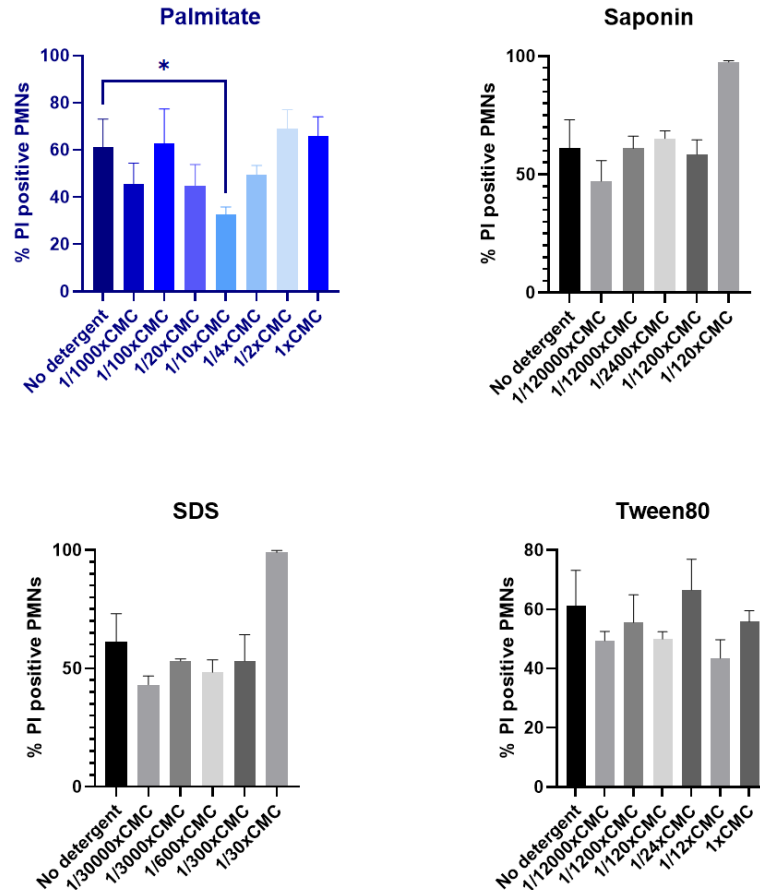 Palmitate
% PI positive PMNs
100
80
60
40
20
0
*
No detergent
1/1000xCMC
1/100xCMC
1/20xCMC
1/10xCMC
1/4xCMC
1/2xCMC
1xCMC
Saponin
% PI positive PMNs
100
50
0
No detergent
1/120000xCMC
1/12000xCMC
1/2400xCMC
1/1200xCMC
1/120xCMC
SDS
% PI positive PMNs
100
50
0
No detergent
1/30000xCMC
1/3000xCMC
1/600xCMC
1/300xCMC
1/30xCMC
Tween80
% PI positive PMNs
80
60
40
20
0
No detergent
1/12000xCMC
1/1200xCMC
1/120xCMC
1/24xCMC
1/12xCMC
1xCMC